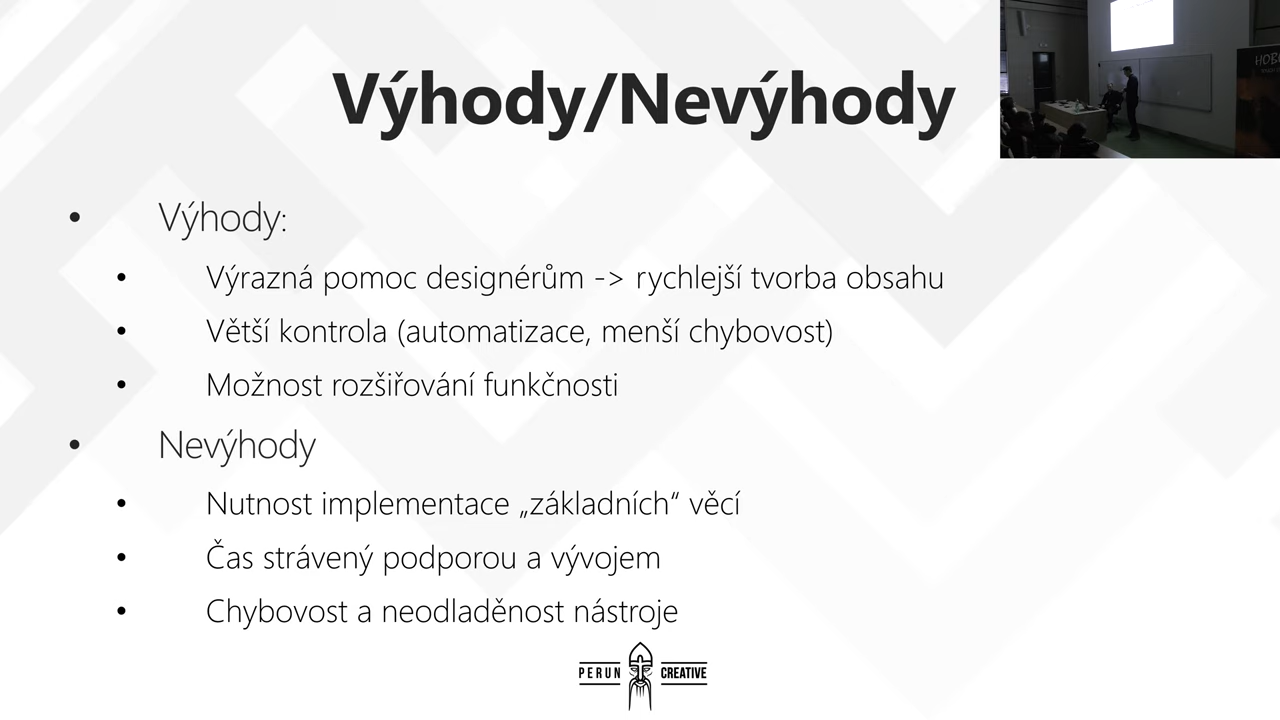 Výhody/Nevýhody
• Výhody:
• Výrazná pomoc designérům -> rychlejší tvorba obsahu
• Větší kontrola (automatizace, menší chybovost)
• Možnost rozšiřování funkčnosti
• Nevýhody
• Nutnost implementace „základních“ věcí
• Čas strávený podporou a vývojem
• Chybovost a neodladěnost nástroje
PERUN CREATIVE